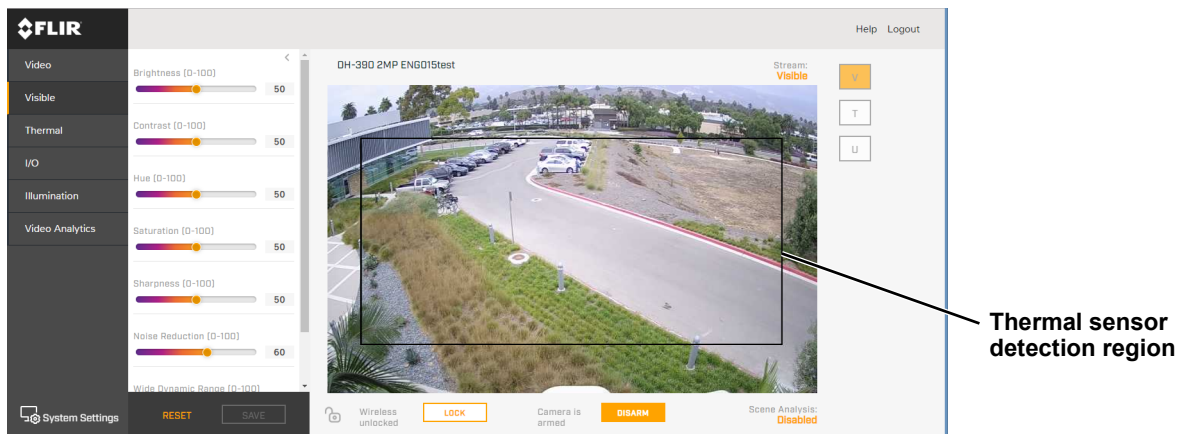 FLIR
Help Logout
Video
Visible
Thermal
I/O
Illumination
Video Analytics
System Settings
Brightness (0-100)
50
Contrast (0-100)
50
Hue (0-100)
50
Saturation (0-100)
50
Sharpness (0-100)
50
Noise Reduction (0-100)
60
Wide Dynamic Range (0-100)
RESET
SAVE
DH-390 2MP ENG015test
Stream:
Visible
V
T
U
Wireless
unlocked
LOCK
Camera is
armed
DISARM
Scene Analysis:
Disabled
Thermal sensor
detection region